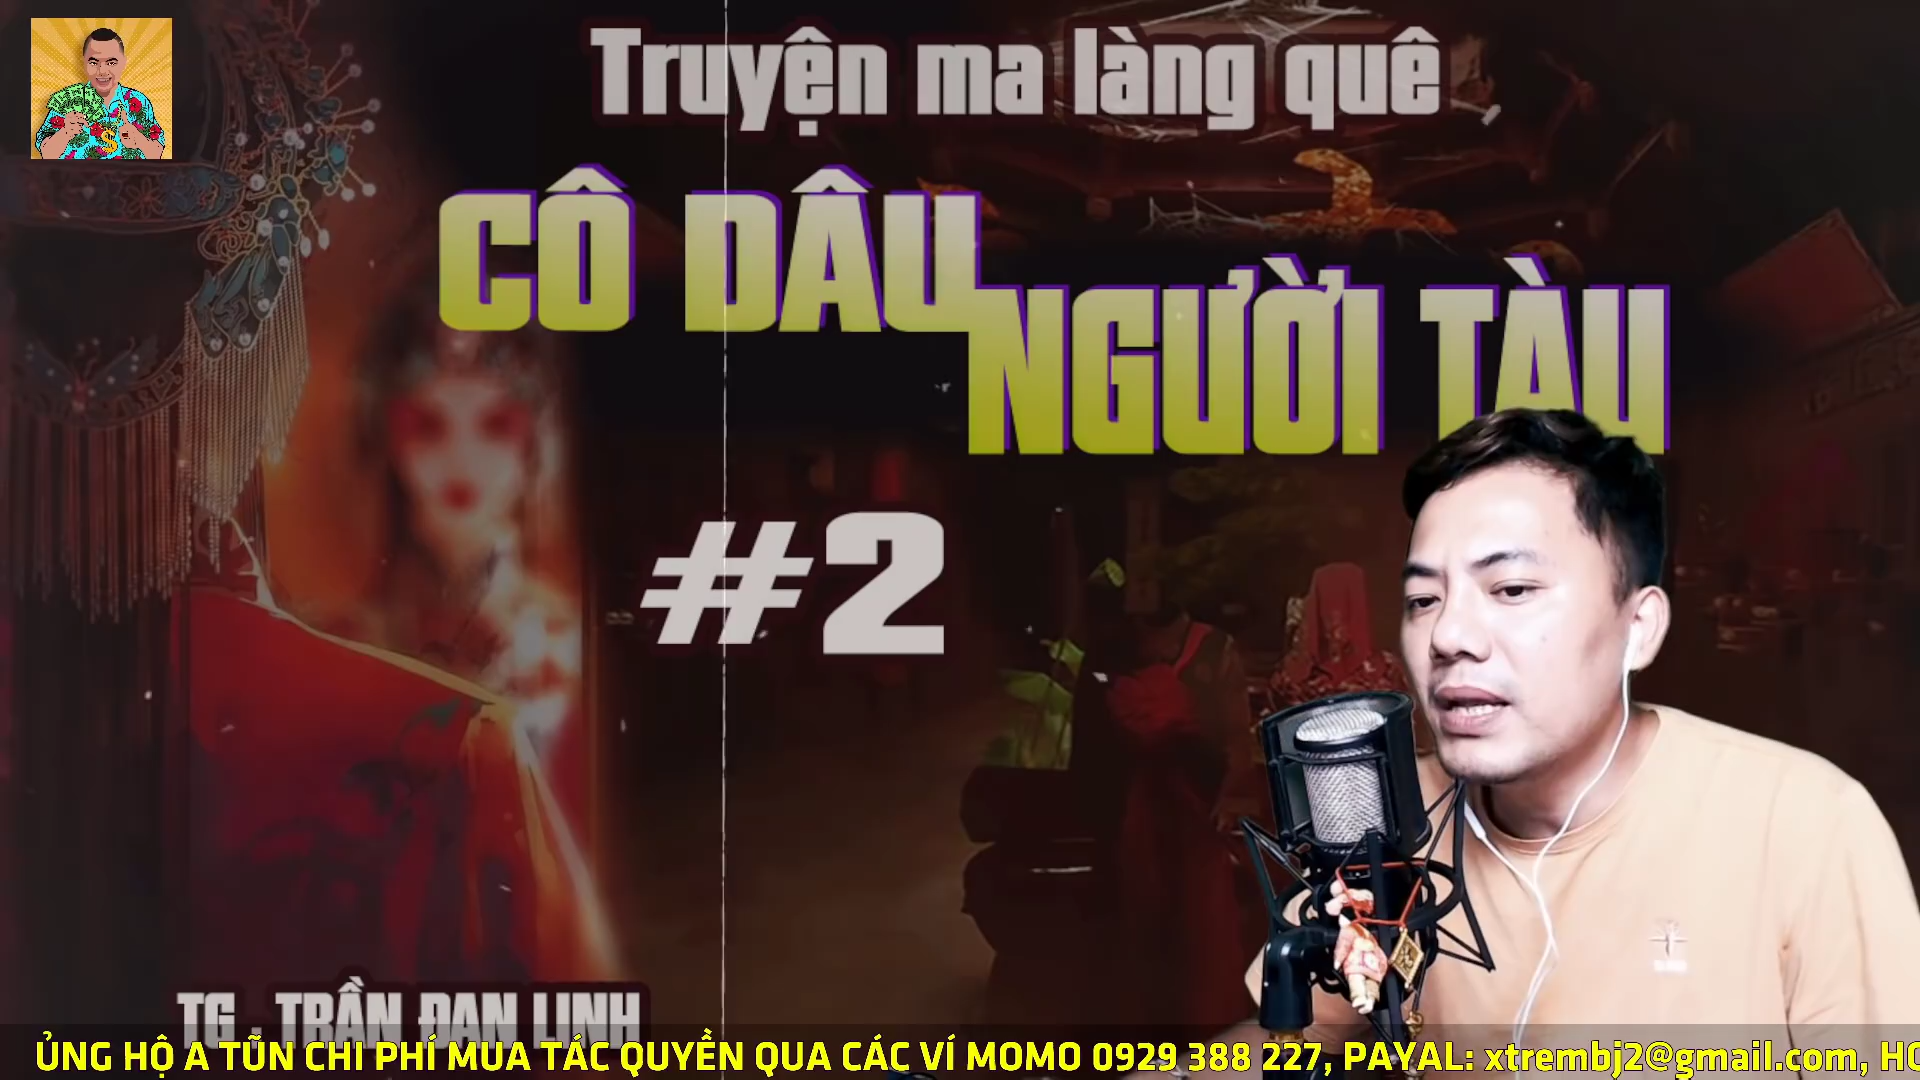 Truyện ma làng quê
CÔ DÂU
NGƯỜI TÀU
#2
TG . TRẦN ĐAN LINH
ỦNG HỘ A TŨN CHI PHÍ MUA TÁC QUYỀN QUA CÁC VÍ MOMO 0929 388 227, PAYAL: xtrembj2@gmail.com,